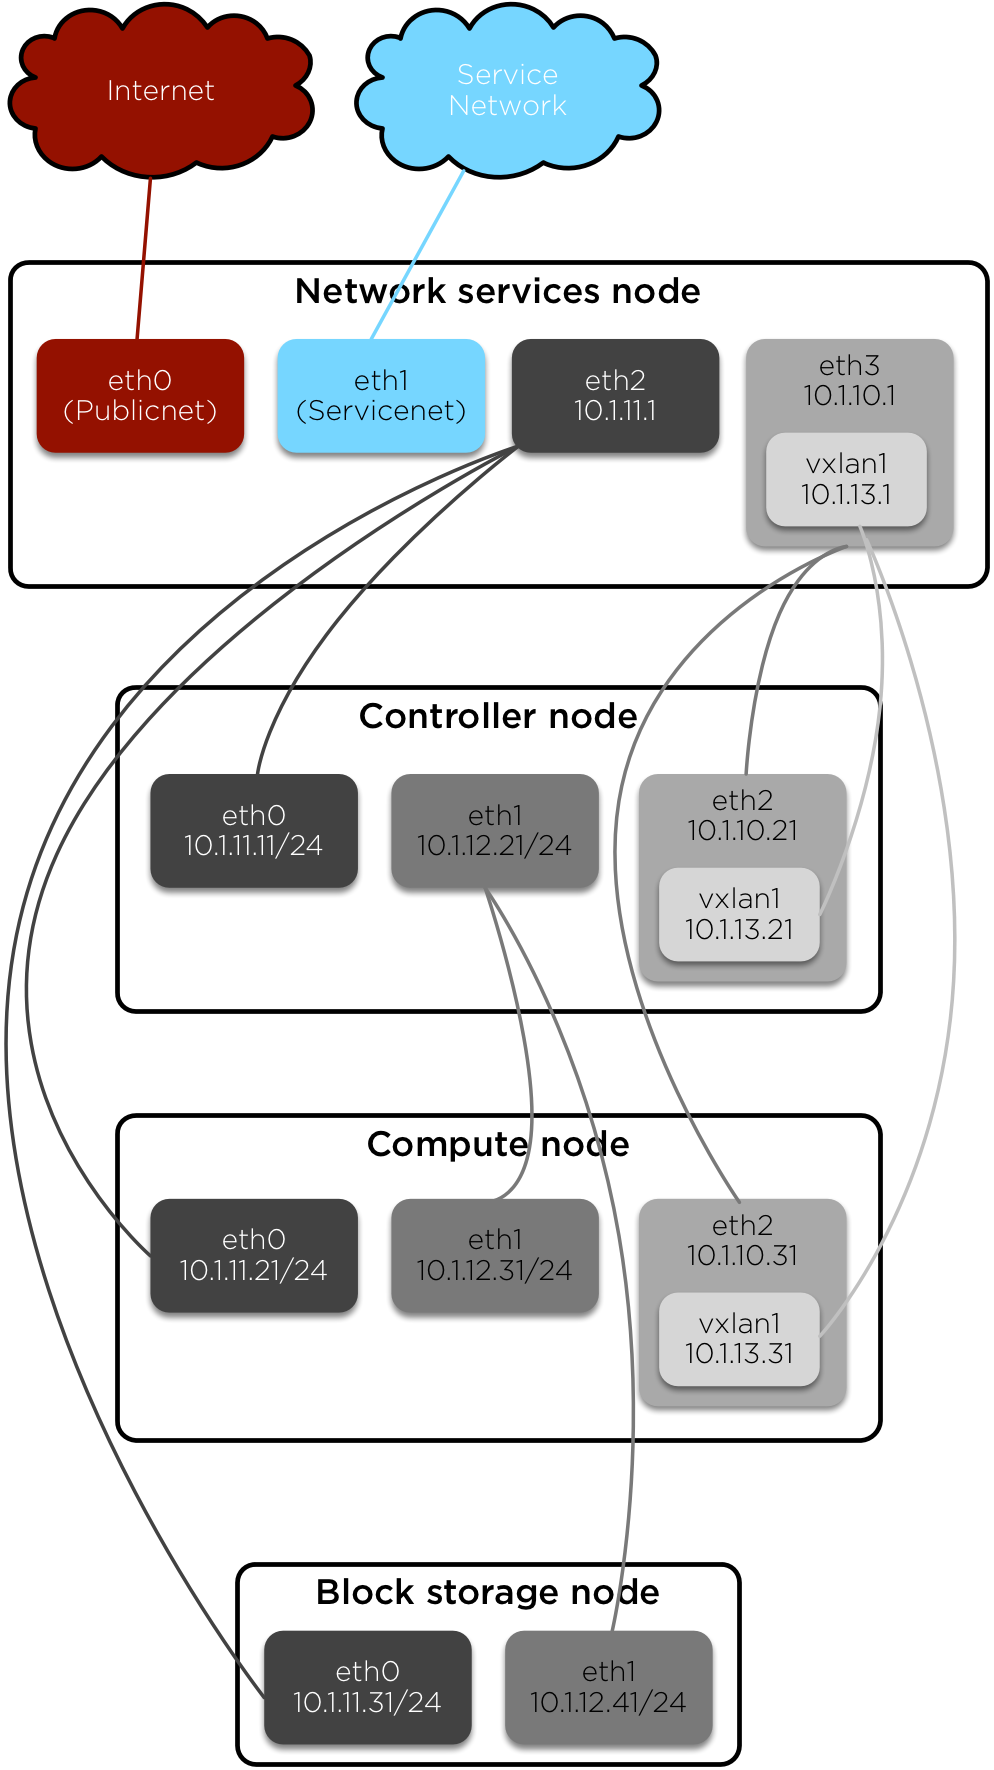 Internet
Service
Network
Network services node
eth0
(Publicnet)
eth1
(Servicenet)
eth2
10.1.11.1
eth3
10.1.10.1
vxlan1
10.1.13.1
Controller node
eth0
10.1.11.11/24
eth1
10.1.12.21/24
eth2
10.1.10.21
vxlan1
10.1.13.21
Compute node
eth0
10.1.11.21/24
eth1
10.1.12.31/24
eth2
10.1.10.31
vxlan1
10.1.13.31
Block storage node
eth0
10.1.11.31/24
eth1
10.1.12.41/24